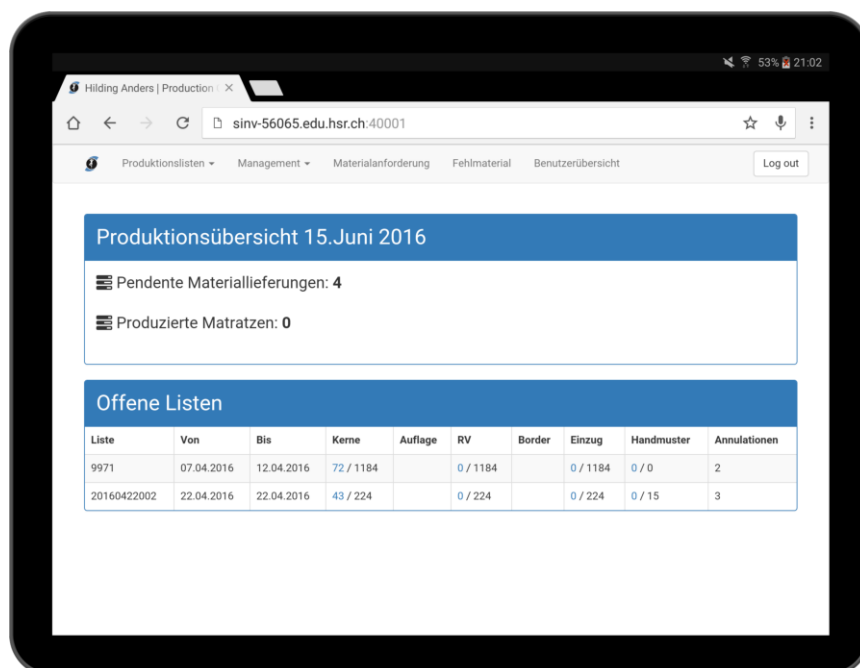 53% 21:02
Hilding Anders | Production
sinv-56065.edu.hsr.ch:40001
Produktionslisten Management Materialanforderung Fehlmaterial Benutzerübersicht Log out
Produktionsübersicht 15.Juni 2016
Pendente Materiallieferungen: 4
Produzierte Matratzen: 0
Offene Listen
Liste Von Bis Kerne Auflage RV Border Einzug Handmuster Annulationen
9971 07.04.2016 12.04.2016 72 / 1184 0 / 1184 0 / 1184 0 / 0 2
20160422002 22.04.2016 22.04.2016 43 / 224 0 / 224 0 / 224 0 / 15 3